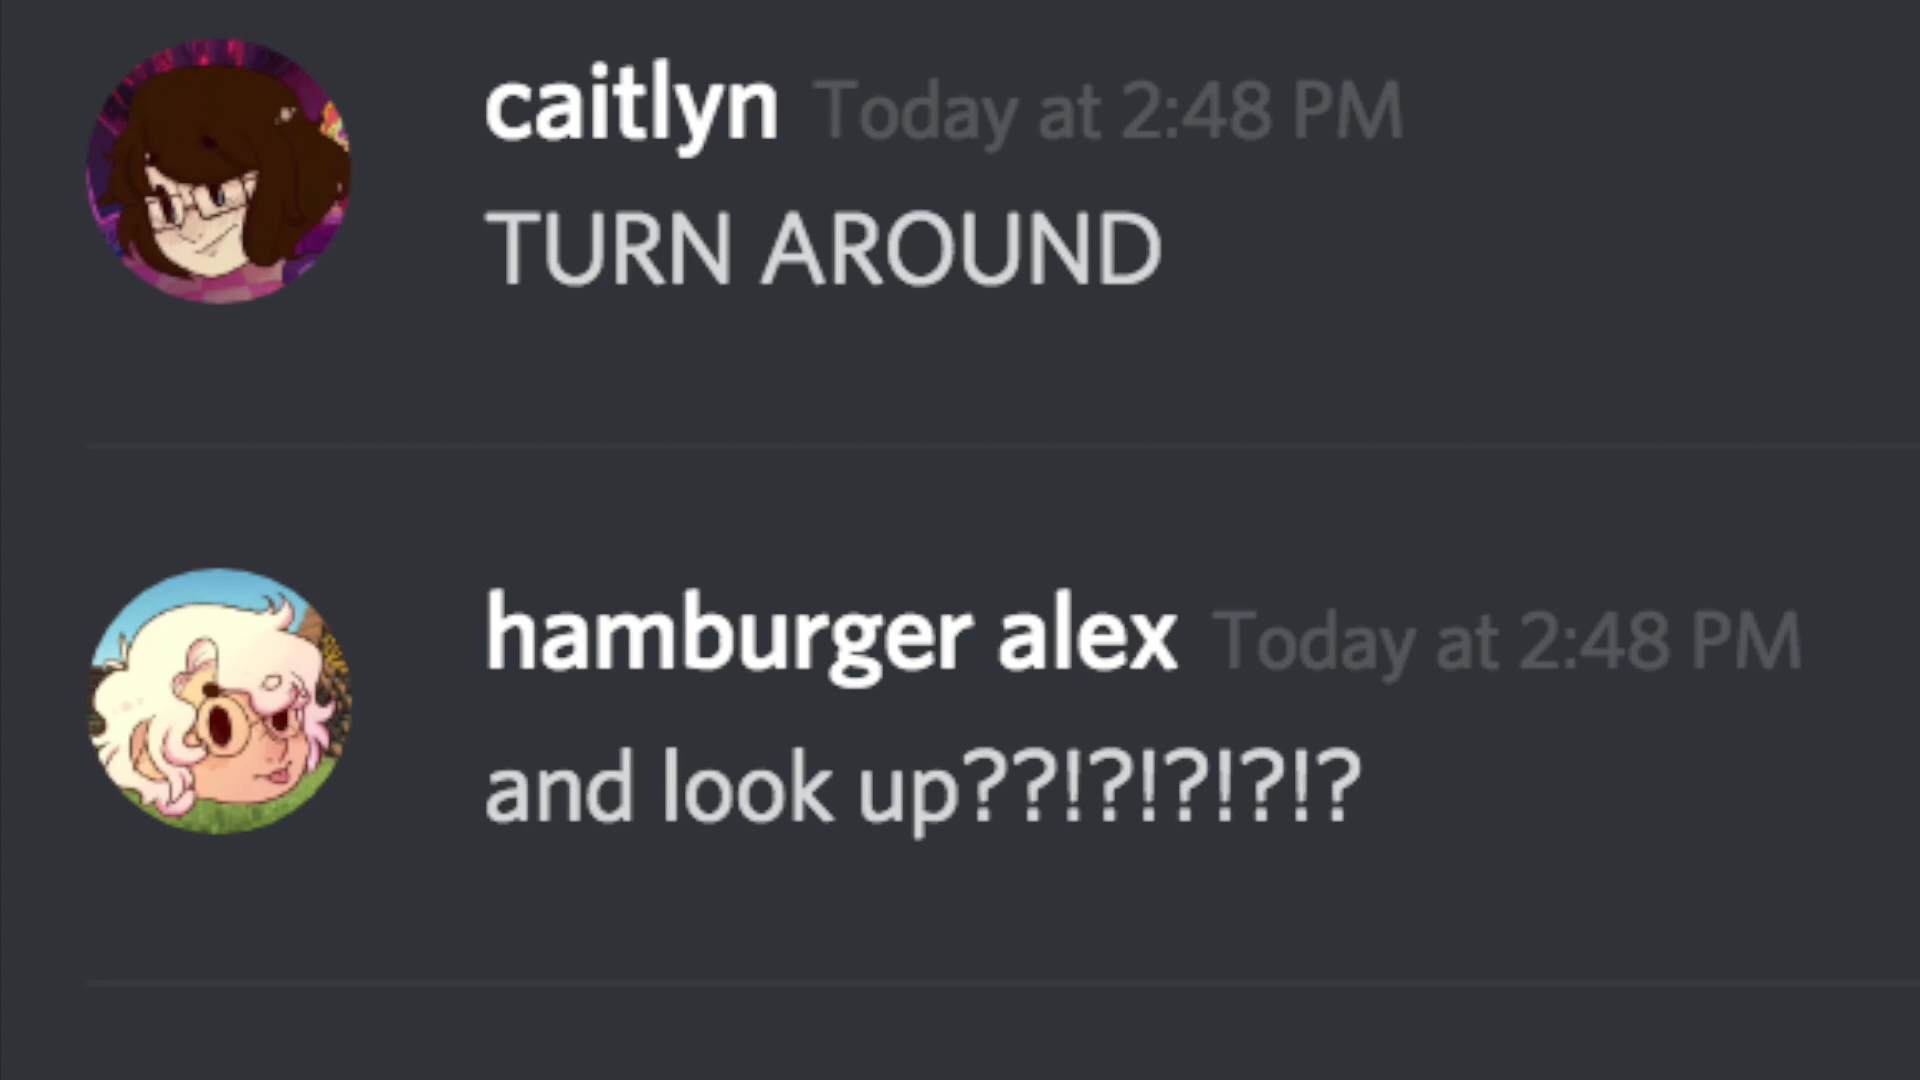 caitlyn Today at 2:48 PM
TURN AROUND
hamburger alex Today at 2:48 PM
and look up??!?!?!?!?